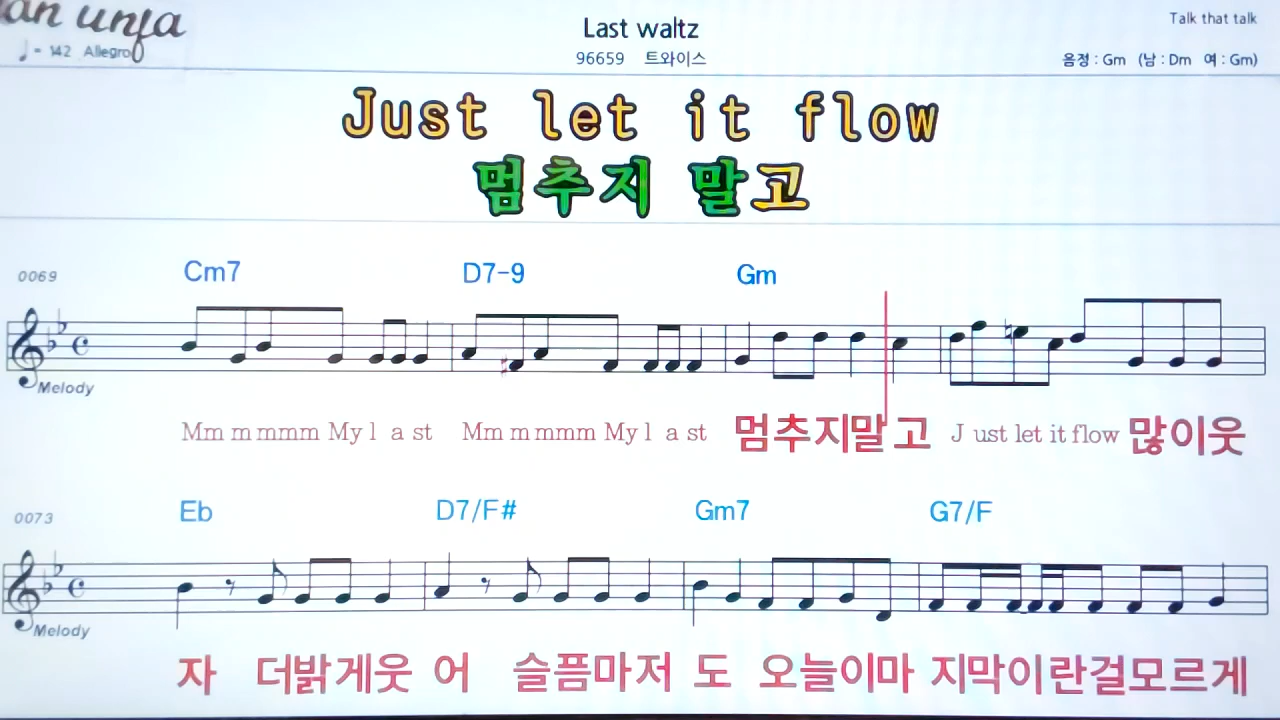 an unja
Last waltz
Talk that talk
♩= 142 Allegro
96659 트와이스
음정 : Gm (남 : Dm 여 : Gm)
Just let it flow
멈추지 말고
0069 Cm7 D7-9 Gm
Melody
Mm m mmm My l a st Mm m mmm My l a st 멈추지말고 J ust let it flow 많이웃
0073 Eb D7/F# Gm7 G7/F
Melody
자 더밝게웃 어 슬픔마저 도 오늘이마 지막이란걸모르게